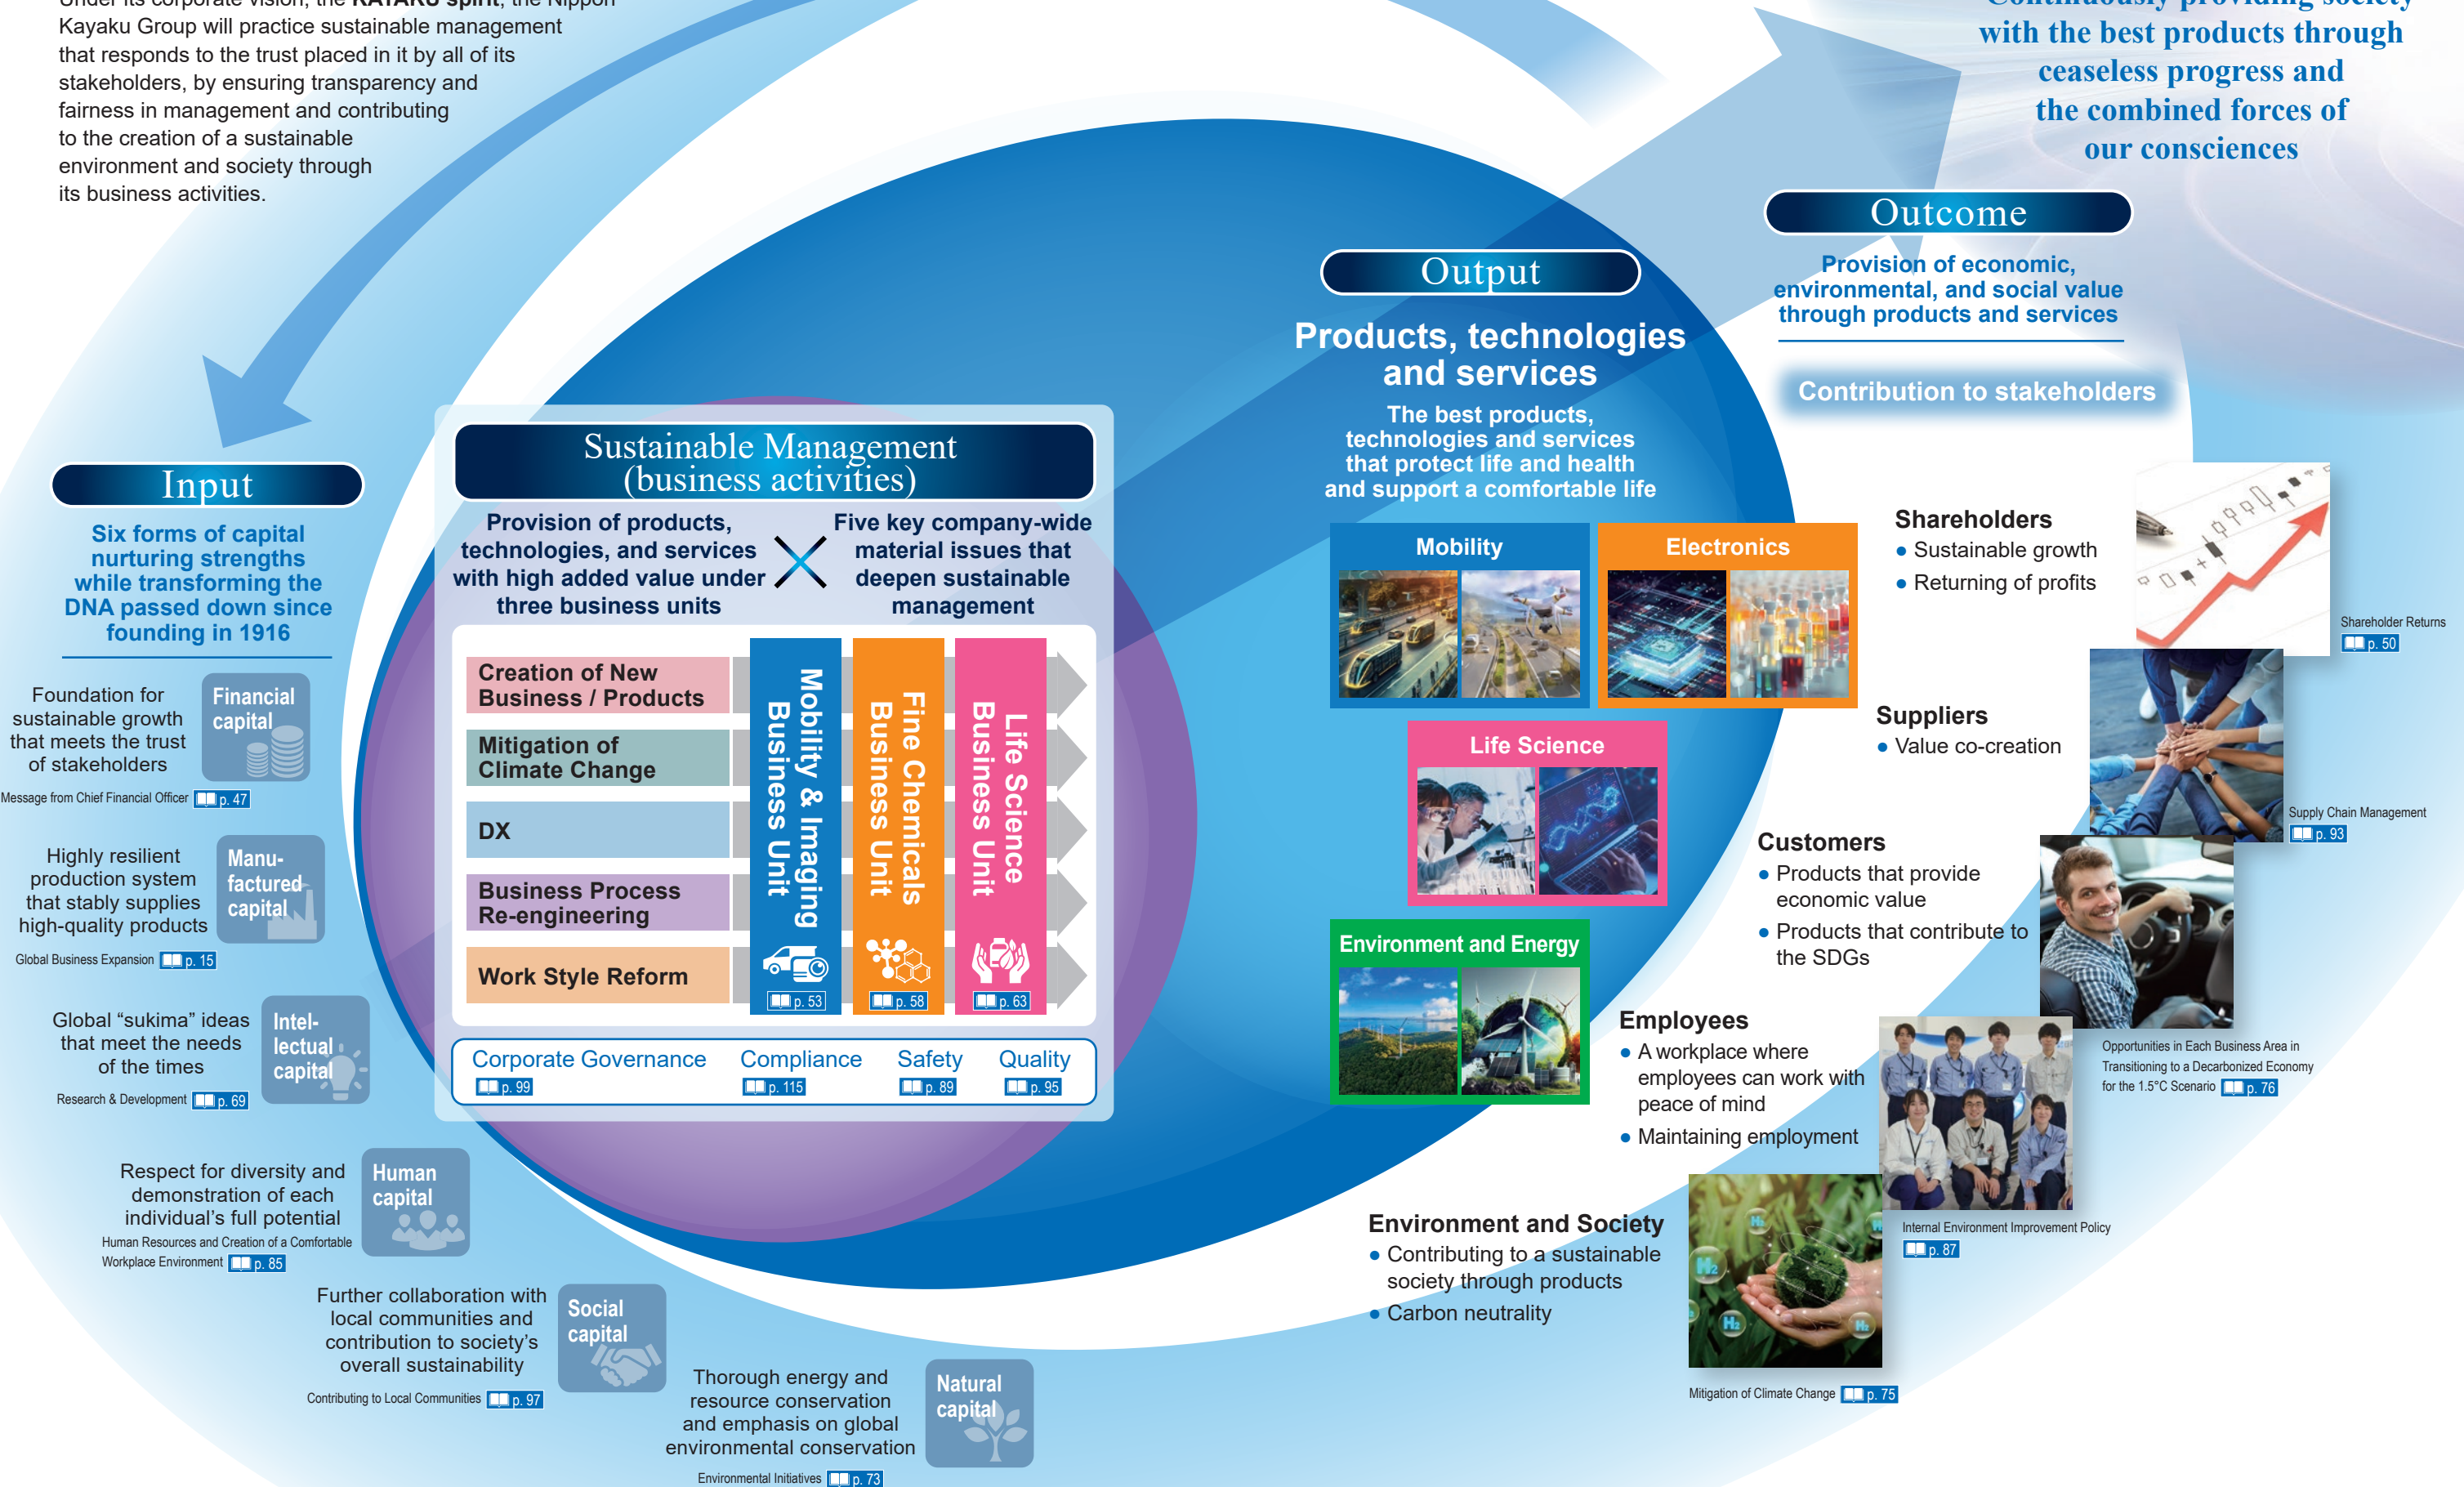 Under its corporate vision, the KAYAKU spirit, the Nippon
Kayaku Group will practice sustainable management
that responds to the trust placed in it by all of its
stakeholders, by ensuring transparency and
fairness in management and contributing
to the creation of a sustainable
environment and society through
its business activities.
Continuously providing society
with the best products through
ceaseless progress and
the combined forces of
our consciences
Input
Six forms of capital
nurturing strengths
while transforming the
DNA passed down since
founding in 1916
Foundation for
sustainable growth
that meets the trust
of stakeholders
Financial
capital
Message from Chief Financial Officer p. 47
Highly resilient
production system
that stably supplies
high-quality products
Manu-
factured
capital
Global Business Expansion p. 15
Global “sukima” ideas
that meet the needs
of the times
Intel-
lectual
capital
Research & Development p. 69
Respect for diversity and
demonstration of each
individual’s full potential
Human
capital
Human Resources and Creation of a Comfortable
Workplace Environment p. 85
Further collaboration with
local communities and
contribution to society’s
overall sustainability
Social
capital
Contributing to Local Communities p. 97
Thorough energy and
resource conservation
and emphasis on global
environmental conservation
Natural
capital
Environmental Initiatives p. 73
Sustainable Management
(business activities)
Provision of products,
technologies, and services
with high added value under
three business units
Five key company-wide
material issues that
deepen sustainable
management
Creation of New
Business / Products
Mitigation of
Climate Change
DX
Business Process
Re-engineering
Work Style Reform
Mobility & Imaging
Business Unit
p. 53
Fine Chemicals
Business Unit
p. 58
Life Science
Business Unit
p. 63
Corporate Governance
p. 99
Compliance
p. 115
Safety
p. 89
Quality
p. 95
Output
Products, technologies
and services
The best products,
technologies and services
that protect life and health
and support a comfortable life
Mobility
Electronics
Life Science
Environment and Energy
Outcome
Provision of economic,
environmental, and social value
through products and services
Contribution to stakeholders
Shareholders
● Sustainable growth
● Returning of profits
Shareholder Returns
p. 50
Suppliers
● Value co-creation
Supply Chain Management
p. 93
Customers
● Products that provide
economic value
● Products that contribute to
the SDGs
Opportunities in Each Business Area in
Transitioning to a Decarbonized Economy
for the 1.5°C Scenario p. 76
Employees
● A workplace where
employees can work with
peace of mind
● Maintaining employment
Internal Environment Improvement Policy
p. 87
Environment and Society
● Contributing to a sustainable
society through products
● Carbon neutrality
H₂
H₂
H₂
H₂
Mitigation of Climate Change p. 75